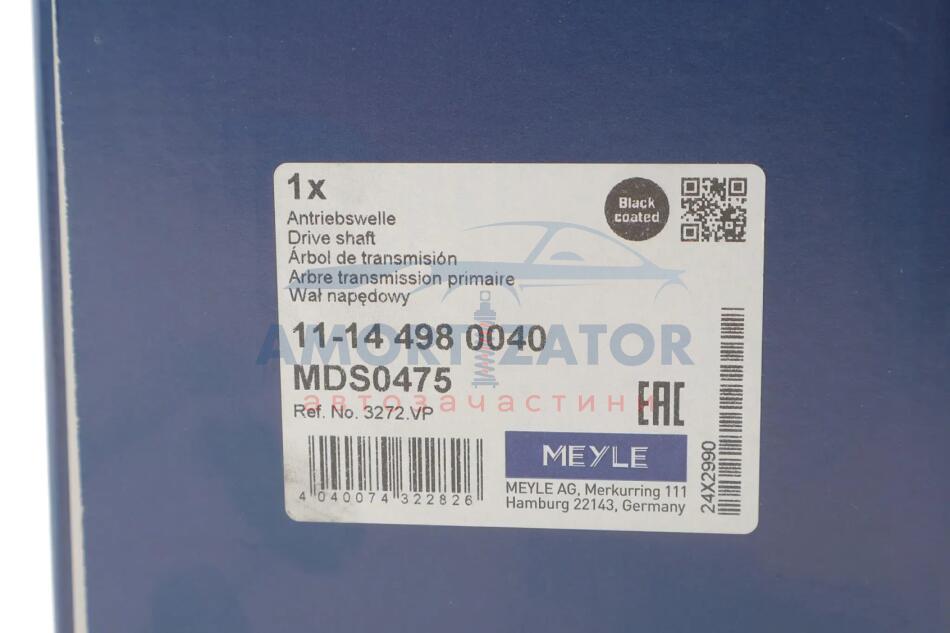 1x
Black
coated
Antriebswelle
Drive shaft
Árbol de transmisión
Arbre transmission primaire
Wał napędowy
11-14 498 0040
AMORTIZATOR
MDS0475
автозачастини
Ref. No. 3272.VP
EAC
4 040074 322826
MEYLE
MEYLE AG, Merkurring 111
Hamburg 22143, Germany
24X2990